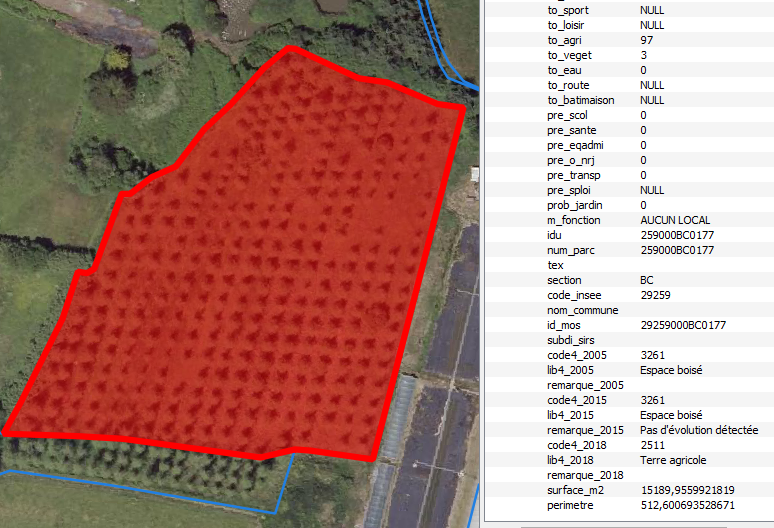 to_sport NULL
to_loisir NULL
to_agri 97
to_veget 3
to_eau 0
to_route NULL
to_batimaison NULL
pre_scol 0
pre_sante 0
pre_eqadmi 0
pre_o_nrj 0
pre_transp 0
pre_sploi NULL
prob_jardin 0
m_fonction AUCUN LOCAL
idu 259000BC0177
num_parc 259000BC0177
tex
section BC
code_insee 29259
nom_commune
id_mos 29259000BC0177
subdi_sirs
code4_2005 3261
lib4_2005 Espace boisé
remarque_2005
code4_2015 3261
lib4_2015 Espace boisé
remarque_2015 Pas d'évolution détectée
code4_2018 2511
lib4_2018 Terre agricole
remarque_2018
surface_m2 15189,9559921819
perimetre 512,600693528671